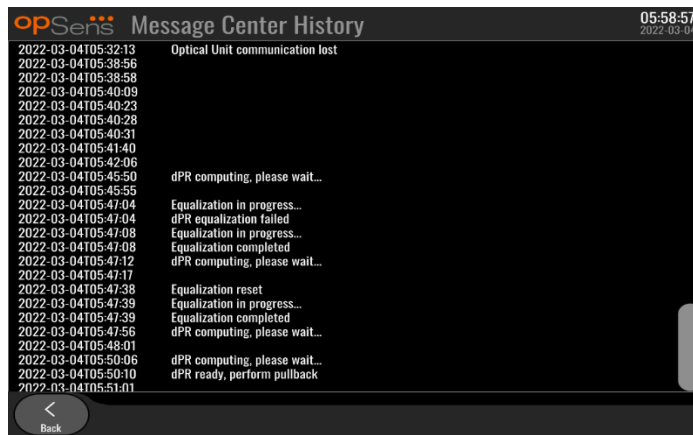 opSens Message Center History
05:58:57
2022-03-04
2022-03-04T05:32:13 Optical Unit communication lost
2022-03-04T05:38:56
2022-03-04T05:38:58
2022-03-04T05:40:09
2022-03-04T05:40:23
2022-03-04T05:40:28
2022-03-04T05:40:31
2022-03-04T05:41:40
2022-03-04T05:42:06
2022-03-04T05:45:50 dPR computing, please wait...
2022-03-04T05:45:55
2022-03-04T05:47:04 Equalization in progress...
2022-03-04T05:47:04 dPR equalization failed
2022-03-04T05:47:08 Equalization in progress...
2022-03-04T05:47:08 Equalization completed
2022-03-04T05:47:12 dPR computing, please wait...
2022-03-04T05:47:17
2022-03-04T05:47:38 Equalization reset
2022-03-04T05:47:39 Equalization in progress...
2022-03-04T05:47:39 Equalization completed
2022-03-04T05:47:56 dPR computing, please wait...
2022-03-04T05:48:01
2022-03-04T05:50:06 dPR computing, please wait...
2022-03-04T05:50:10 dPR ready, perform pullback
2022-03-04T05:51:01
Back